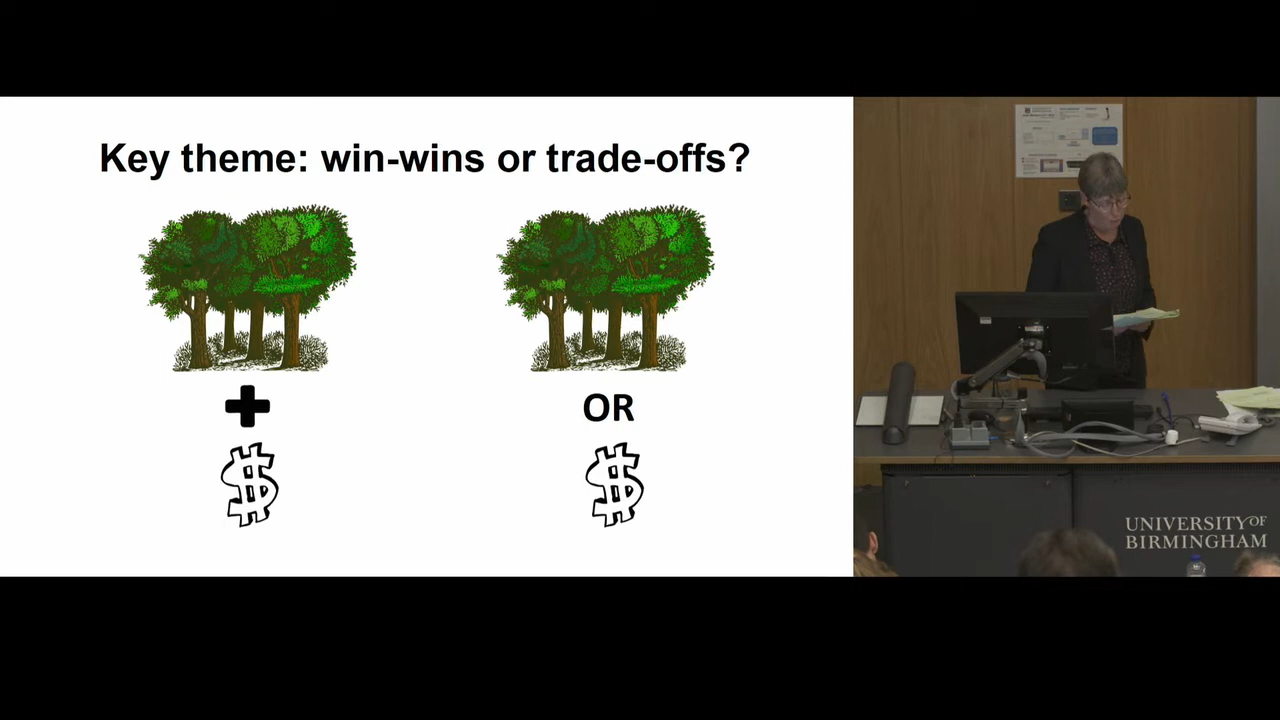 Key theme: win-wins or trade-offs?
OR
$
$
UNIVERSITY OF
BIRMINGHAM